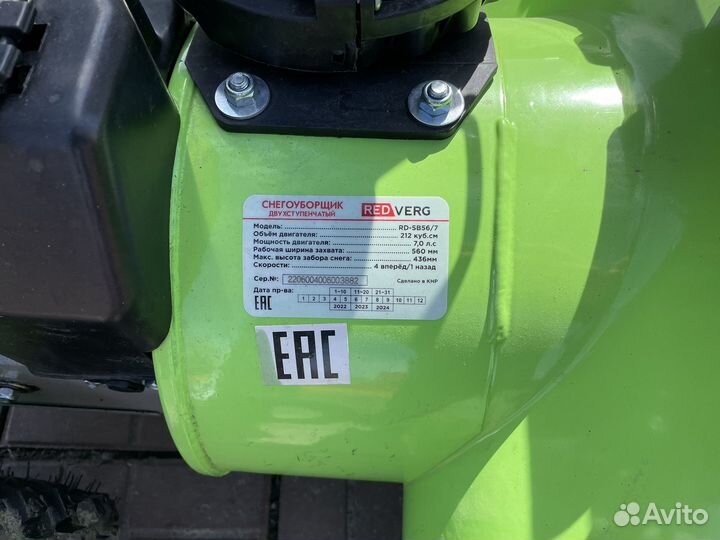 СНЕГОУБОРЩИК
ДВУХСТУПЕНЧАТЫЙ
REDVERG
Модель: RD-SB56/7
Объём двигателя: 212 куб.см
Мощность двигателя: 7,0 л.с
Рабочая ширина захвата: 560 мм
Макс. высота забора снега: 436мм
Скорости: 4 вперёд/1 назад
Сер.№: 2206004006003882 Сделано в КНР
Дата пр-ва: 1-10 11-20 21-31
EAC 1 2 3 4 5 6 7 8 9 10 11 12
2022 2023 2024
EAC
Avito